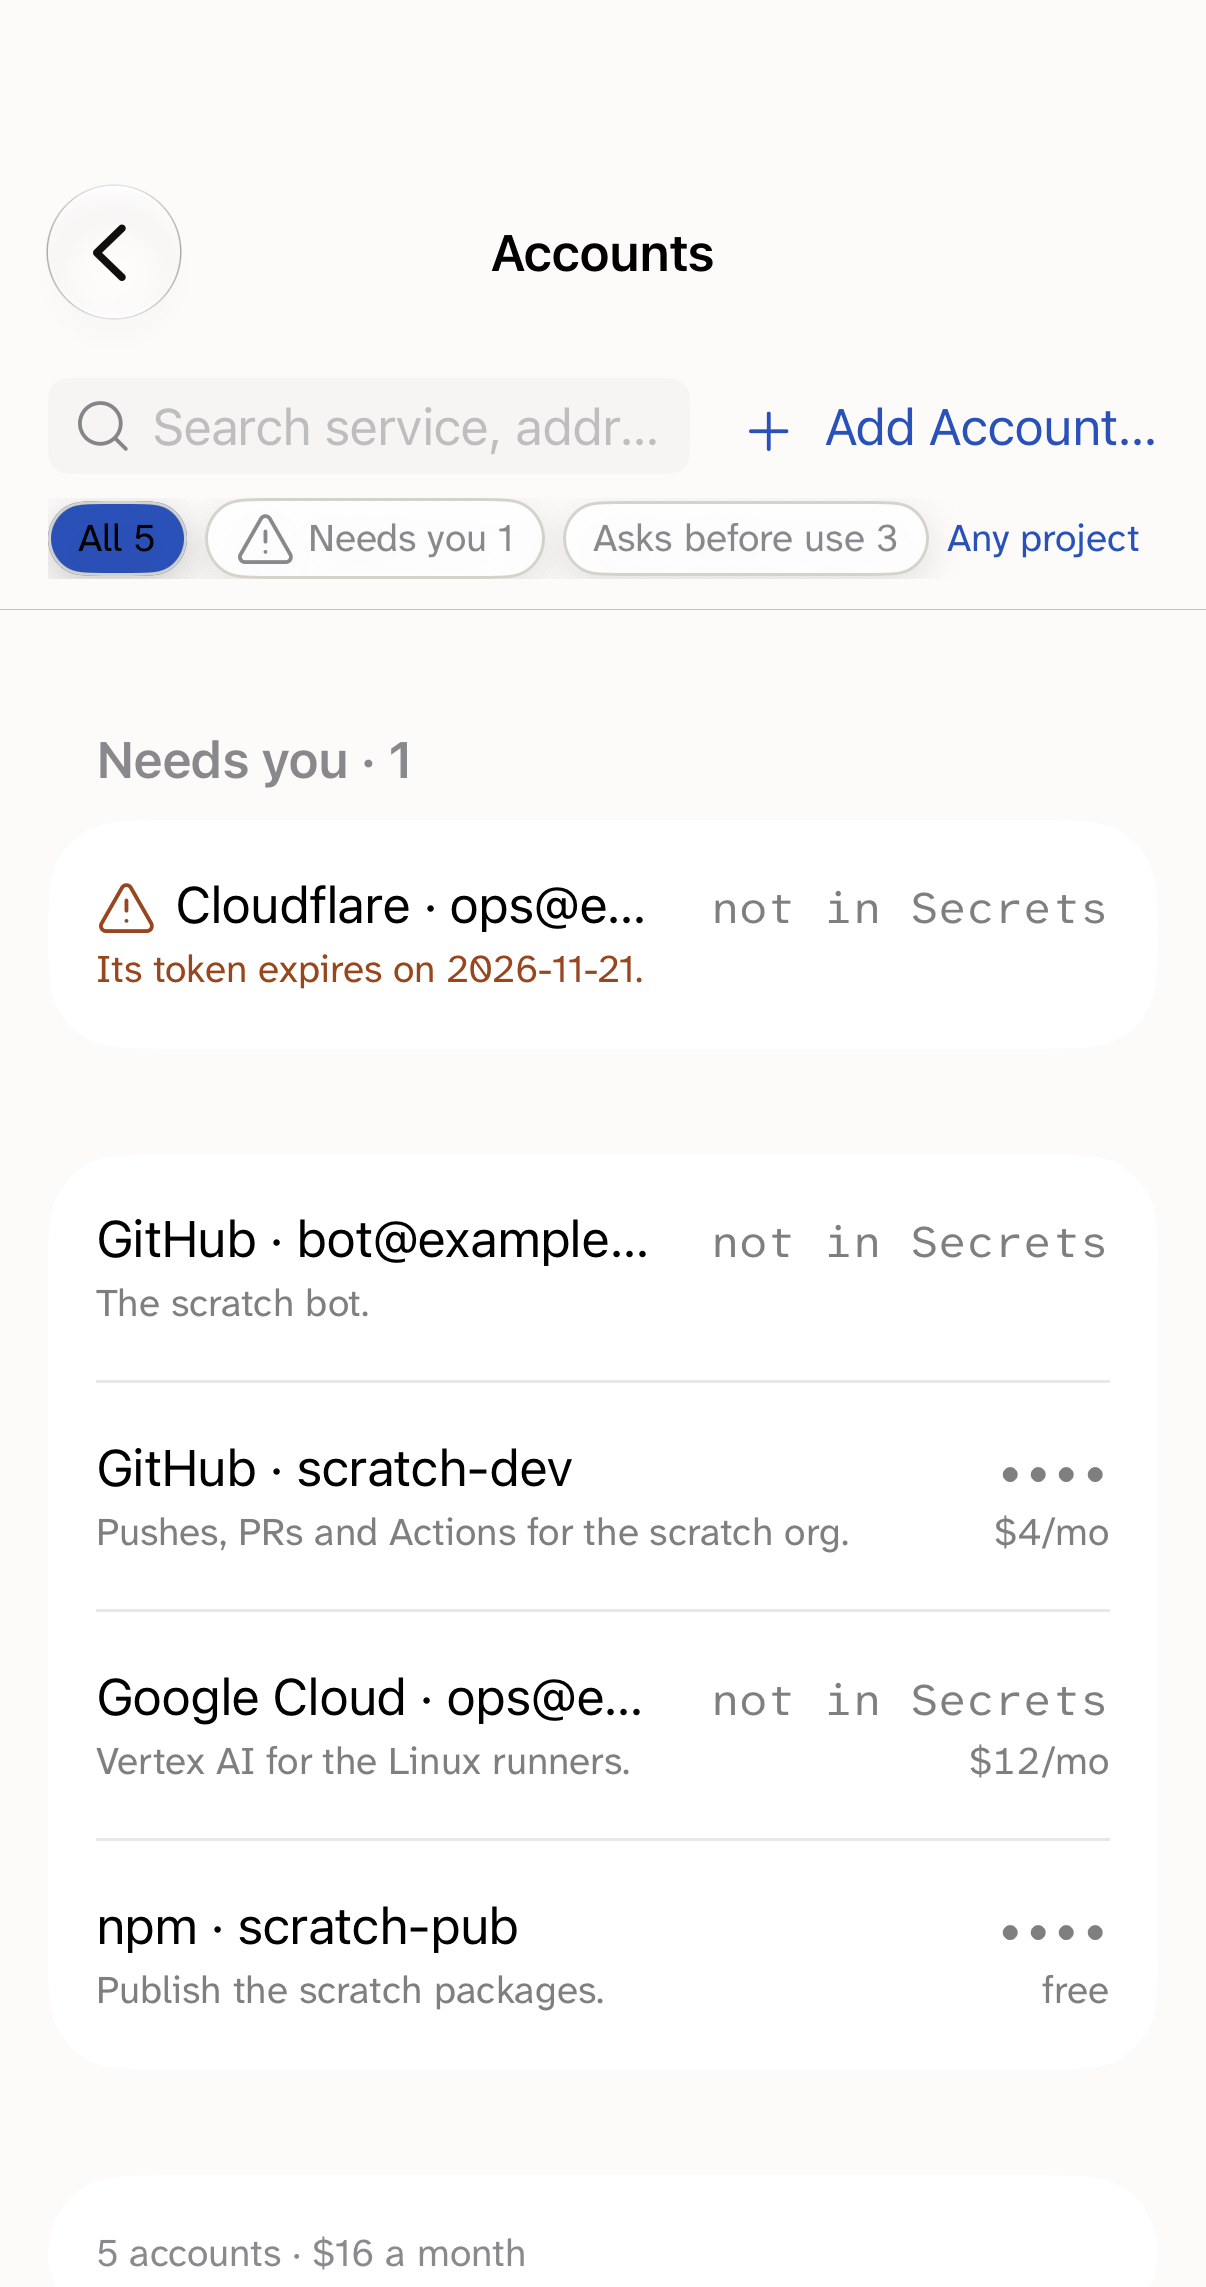 Accounts
Search service, addr...
+ Add Account...
All 5
Needs you 1
Asks before use 3
Any project
Needs you · 1
Cloudflare · ops@e... not in Secrets
Its token expires on 2026-11-21.
GitHub · bot@example... not in Secrets
The scratch bot.
GitHub · scratch-dev ••••
Pushes, PRs and Actions for the scratch org. $4/mo
Google Cloud · ops@e... not in Secrets
Vertex AI for the Linux runners. $12/mo
npm · scratch-pub ••••
Publish the scratch packages. free
5 accounts · $16 a month